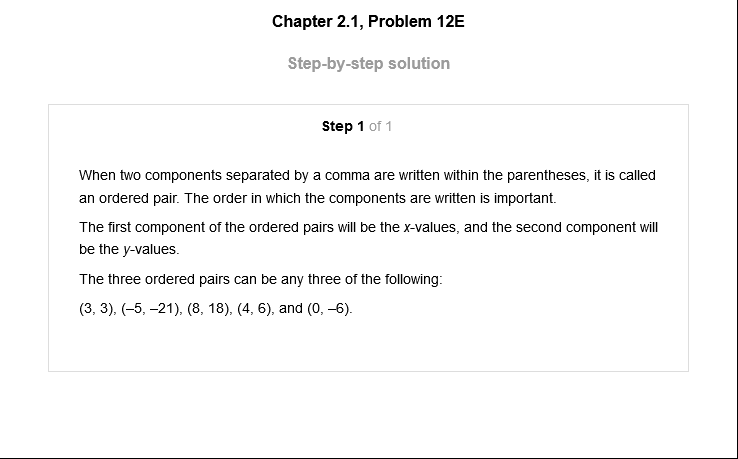 Chapter 2.1, Problem 12E
Step-by-step solution
Step 1 of 1
When two components separated by a comma are written within the parentheses, it is called
an ordered pair. The order in which the components are written is important.
The first component of the ordered pairs will be the x-values, and the second component will
be the y-values.
The three ordered pairs can be any three of the following:
(3, 3), (–5, –21), (8, 18), (4, 6), and (0, –6).